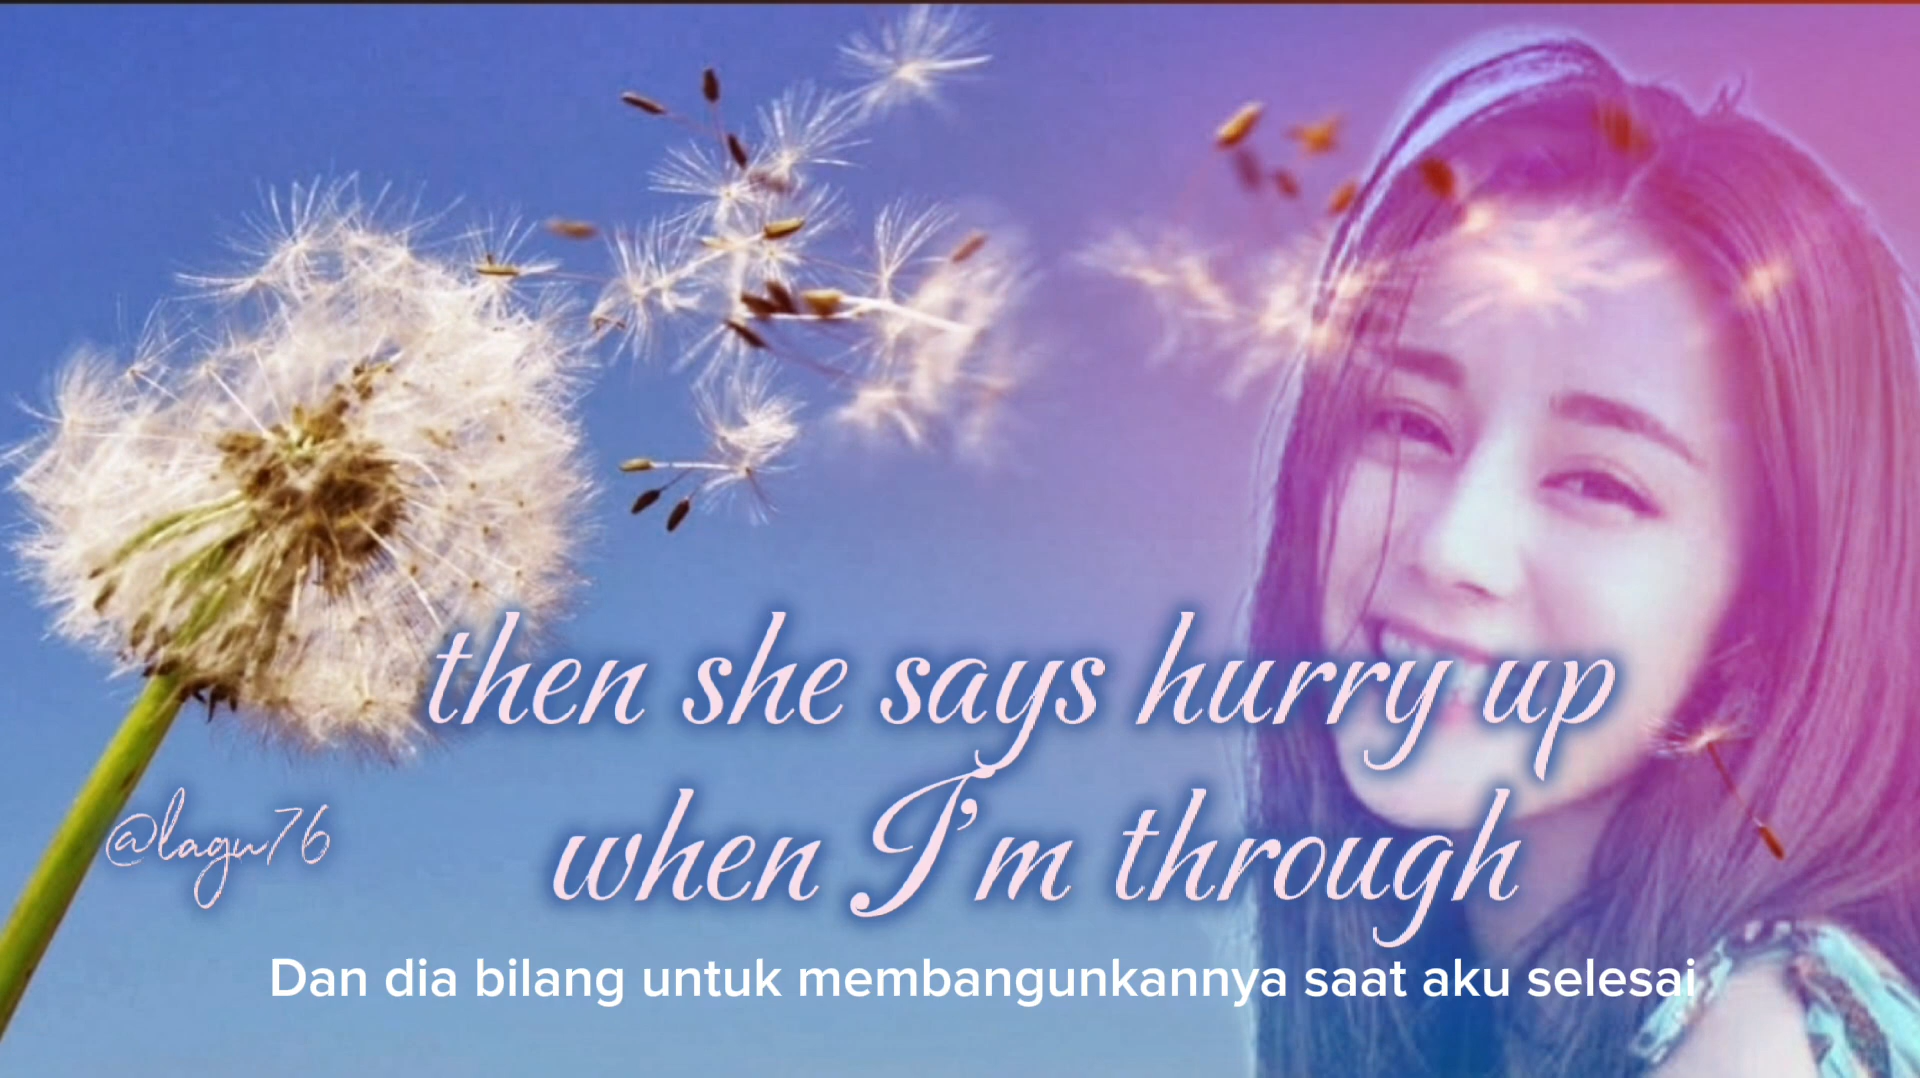 then she says hurry up
when I'm through
@lagu76
Dan dia bilang untuk membangunkannya saat aku selesai